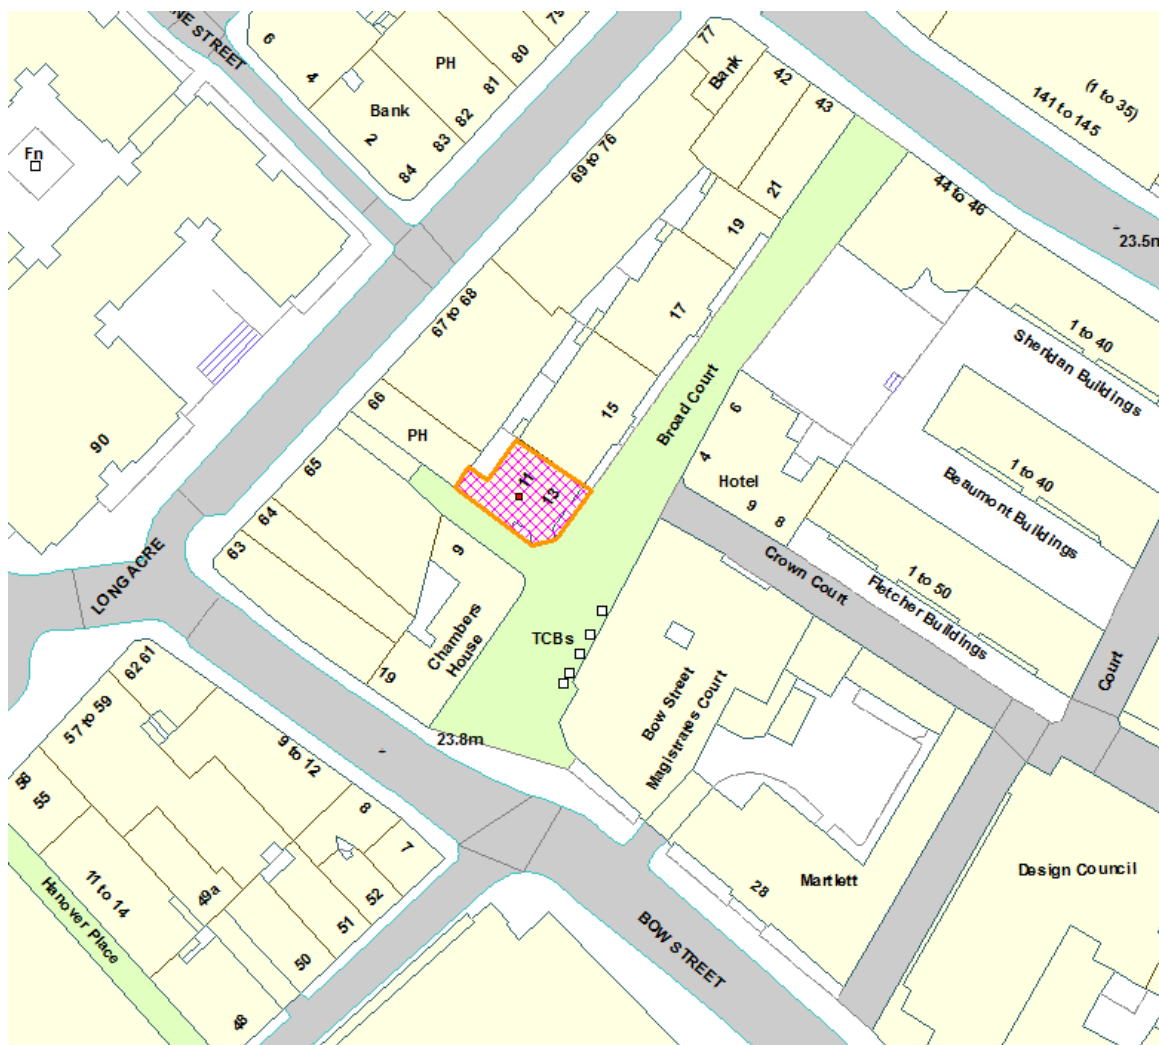 NE STREET
6
4
79
80
81
82
83
84
PH
Bank
2
Fn
77
Bank
42
43
(1 to 35)
141 to 145
69 to 76
21
19
44 to 46
23.5m
67 to 68
17
1 to 40
Sheridan Buildings
66
15
Broad Court
6
4
PH
90
65
11
13
Hotel
9
8
1 to 40
Beaumont Buildings
64
63
LONG ACRE
9
Crown Court
1 to 50
Fletcher Buildings
Chambers
House
TCBs
19
Bow Street
Magistrates Court
Court
62 61
57 to 59
23.8m
9 to 12
56
55
8
7
11 to 14
49a
52
51
50
48
Hanover Place
28
Martlett
Design Council
BOW STREET